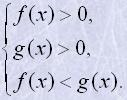 f(x) > 0,
g(x) > 0,
f(x) < g(x).